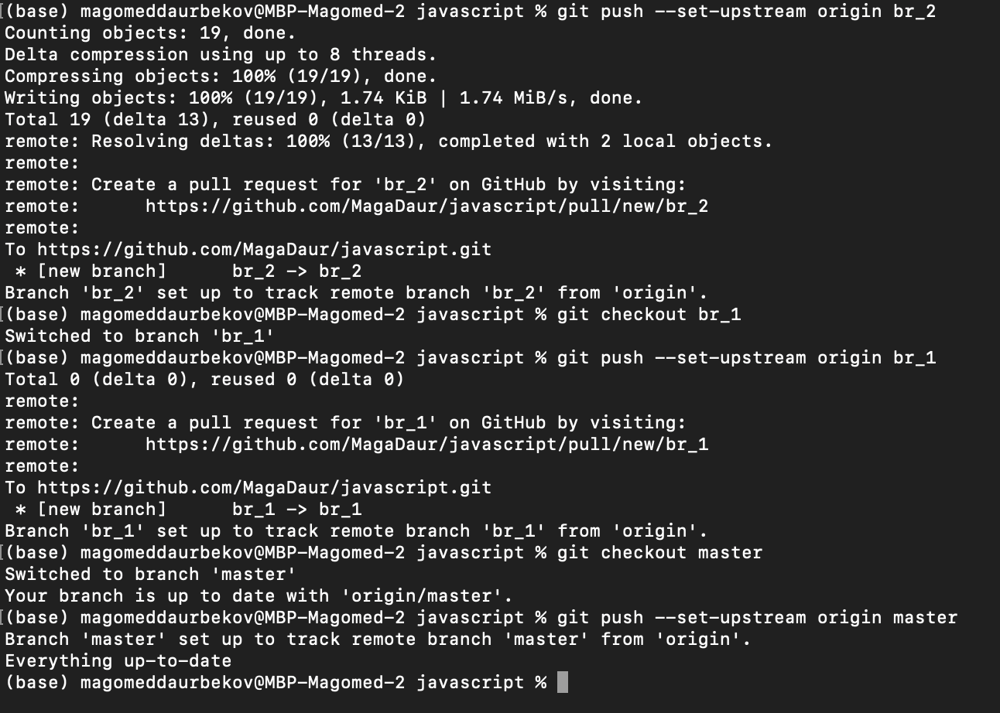 (base) magomeddaurbekov@MBP-Magomed-2 javascript % git push --set-upstream origin br_2
Counting objects: 19, done.
Delta compression using up to 8 threads.
Compressing objects: 100% (19/19), done.
Writing objects: 100% (19/19), 1.74 KiB | 1.74 MiB/s, done.
Total 19 (delta 13), reused 0 (delta 0)
remote: Resolving deltas: 100% (13/13), completed with 2 local objects.
remote:
remote: Create a pull request for 'br_2' on GitHub by visiting:
remote:      https://github.com/MagaDaur/javascript/pull/new/br_2
remote:
To https://github.com/MagaDaur/javascript.git
 * [new branch]      br_2 -> br_2
Branch 'br_2' set up to track remote branch 'br_2' from 'origin'.
(base) magomeddaurbekov@MBP-Magomed-2 javascript % git checkout br_1
Switched to branch 'br_1'
(base) magomeddaurbekov@MBP-Magomed-2 javascript % git push --set-upstream origin br_1
Total 0 (delta 0), reused 0 (delta 0)
remote:
remote: Create a pull request for 'br_1' on GitHub by visiting:
remote:      https://github.com/MagaDaur/javascript/pull/new/br_1
remote:
To https://github.com/MagaDaur/javascript.git
 * [new branch]      br_1 -> br_1
Branch 'br_1' set up to track remote branch 'br_1' from 'origin'.
(base) magomeddaurbekov@MBP-Magomed-2 javascript % git checkout master
Switched to branch 'master'
Your branch is up to date with 'origin/master'.
(base) magomeddaurbekov@MBP-Magomed-2 javascript % git push --set-upstream origin master
Branch 'master' set up to track remote branch 'master' from 'origin'.
Everything up-to-date
(base) magomeddaurbekov@MBP-Magomed-2 javascript %